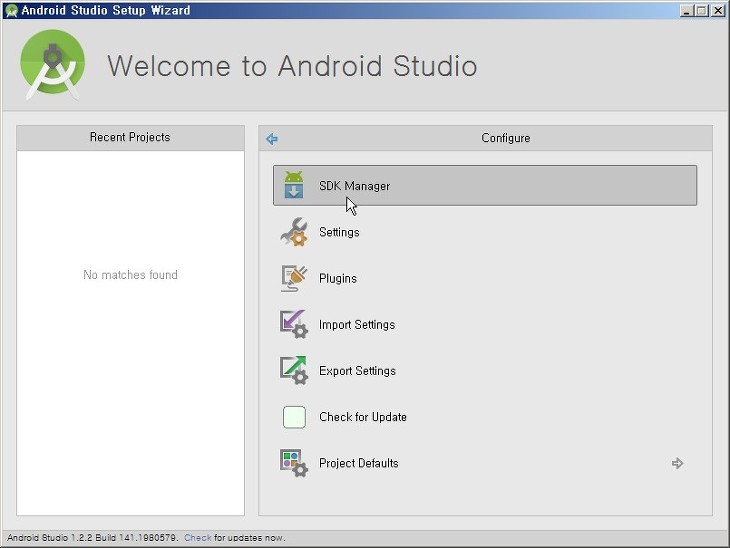 Android Studio Setup Wizard
Welcome to Android Studio
Recent Projects
No matches found
Configure
SDK Manager
Settings
Plugins
Import Settings
Export Settings
Check for Update
Project Defaults
Android Studio 1.2.2 Build 141.1980579. Check for updates now.